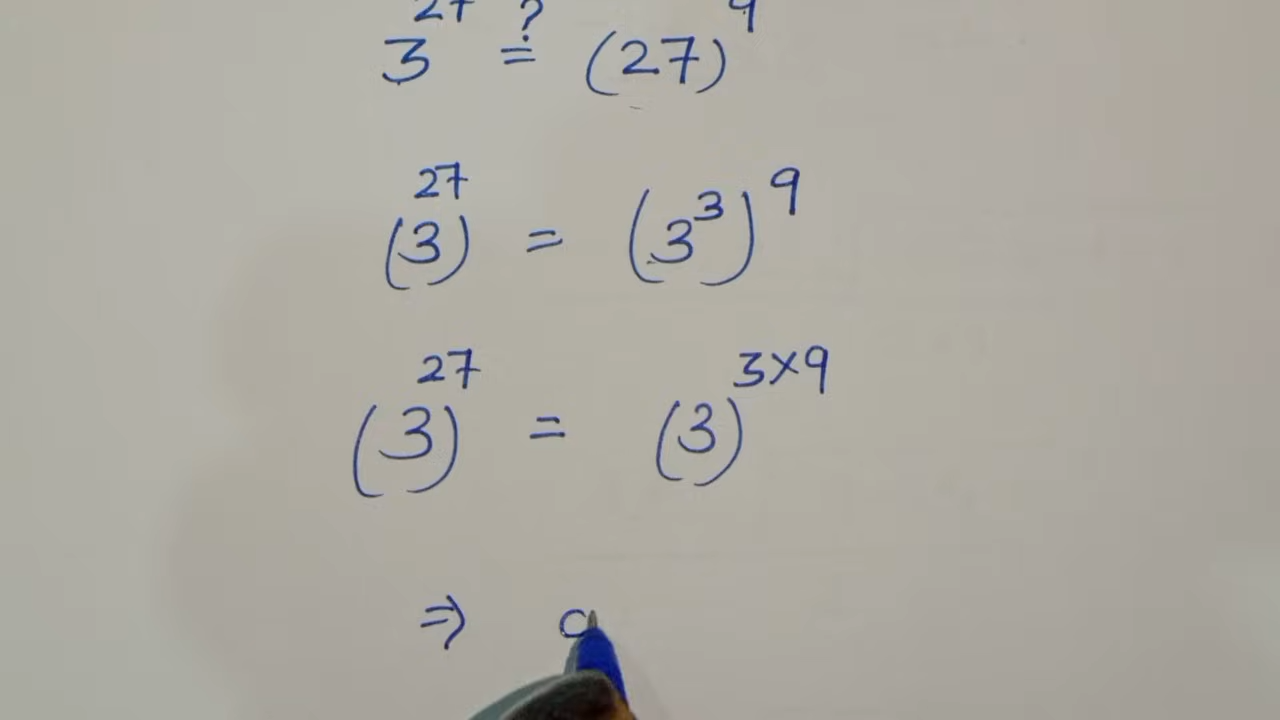 3^27 ?= (27)^9
(3)^27 = (3^3)^9
(3)^27 = (3)^3×9
⇒